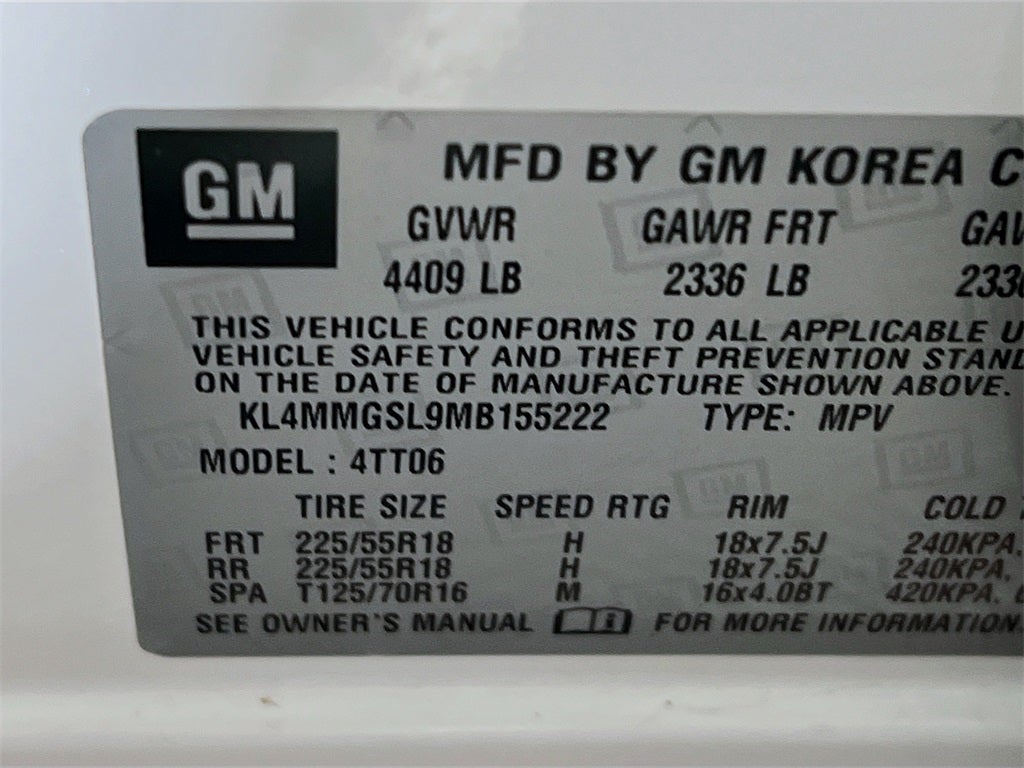 GM
MFD BY GM KOREA C
GVWR GAWR FRT
4409 LB 2336 LB
THIS VEHICLE CONFORMS TO ALL APPLICABLE U
VEHICLE SAFETY AND THEFT PREVENTION STAND
ON THE DATE OF MANUFACTURE SHOWN ABOVE.
KL4MMGSL9MB155222 TYPE: MPV
MODEL : 4TT06
TIRE SIZE SPEED RTG RIM COLD
FRT 225/55R18 H 18x7.5J 240KPA,
RR 225/55R18 H 18x7.5J 240KPA,
SPA T125/70R16 M 16x4.0BT 420KPA,
SEE OWNER'S MANUAL FOR MORE INFORMATION